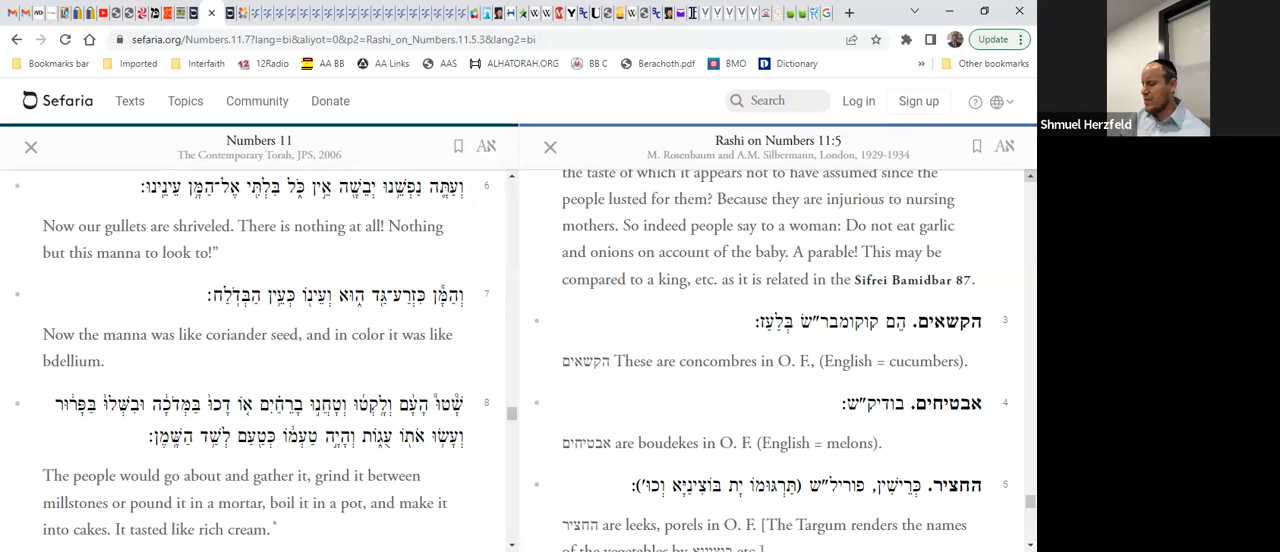 Update
sefaria.org/Numbers.11.7?lang=bi&aliyot=0&p2=Rashi_on_Numbers.11.5.3&lang2=bi
Bookmarks bar Imported Interfaith 12Radio AA BB AA Links AAS ALHATORAH.ORG BB C Berachoth.pdf BMO Dictionary » Other bookmarks
Sefaria Texts Topics Community Donate Search Log in Sign up
Numbers 11
The Contemporary Torah, JPS, 2006
וְעַתָּ֛ה נַפְשֵׁ֥נוּ יְבֵשָׁ֖ה אֵ֣ין כֹּ֑ל בִּלְתִּ֖י אֶל־הַמָּ֥ן עֵינֵֽינוּ׃
6
Now our gullets are shriveled. There is nothing at all! Nothing
but this manna to look to!”
וְהַמָּ֕ן כִּזְרַע־גַּ֖ד ה֑וּא וְעֵינ֖וֹ כְּעֵ֥ין הַבְּדֹֽלַח׃
7
Now the manna was like coriander seed, and in color it was like
bdellium.
שָׁ֩טוּ֩ הָעָ֨ם וְלָֽקְט֜וּ וְטָחֲנ֣וּ בָרֵחַ֗יִם א֤וֹ דָכוּ֙ בַּמְּדֹכָ֔ה וּבִשְּׁלוּ֙ בַּפָּר֔וּר
8
וְעָשׂ֥וּ אֹת֖וֹ עֻג֑וֹת וְהָיָ֣ה טַעְמ֔וֹ כְּטַ֖עַם לְשַׁ֥ד הַשָּֽׁמֶן׃
The people would go about and gather it, grind it between
millstones or pound it in a mortar, boil it in a pot, and make it
into cakes. It tasted like rich cream.*
Rashi on Numbers 11:5
M. Rosenbaum and A.M. Silbermann, London, 1929-1934
the taste of which it appears not to have assumed since the
people lusted for them? Because they are injurious to nursing
mothers. So indeed people say to a woman: Do not eat garlic
and onions on account of the baby. A parable! This may be
compared to a king, etc. as it is related in the Sifrei Bamidbar 87.
הקשאים. הֵם קוקומבר״ש בְּלַעַז:
3
הקשאים These are concombres in O. F., (English = cucumbers).
אבטיחים. בודיק״ש:
4
אבטיחים are boudekes in O. F. (English = melons).
החציר. כְּרֵישִׁין, פוריל״ש (תַּרְגּוּמוֹ יָת בּוֹצִינַיָּא וְכוּ'):
5
החציר are leeks, porels in O. F. [The Targum renders the names
of the vegetables by בוציניא etc.]
Shmuel Herzfeld